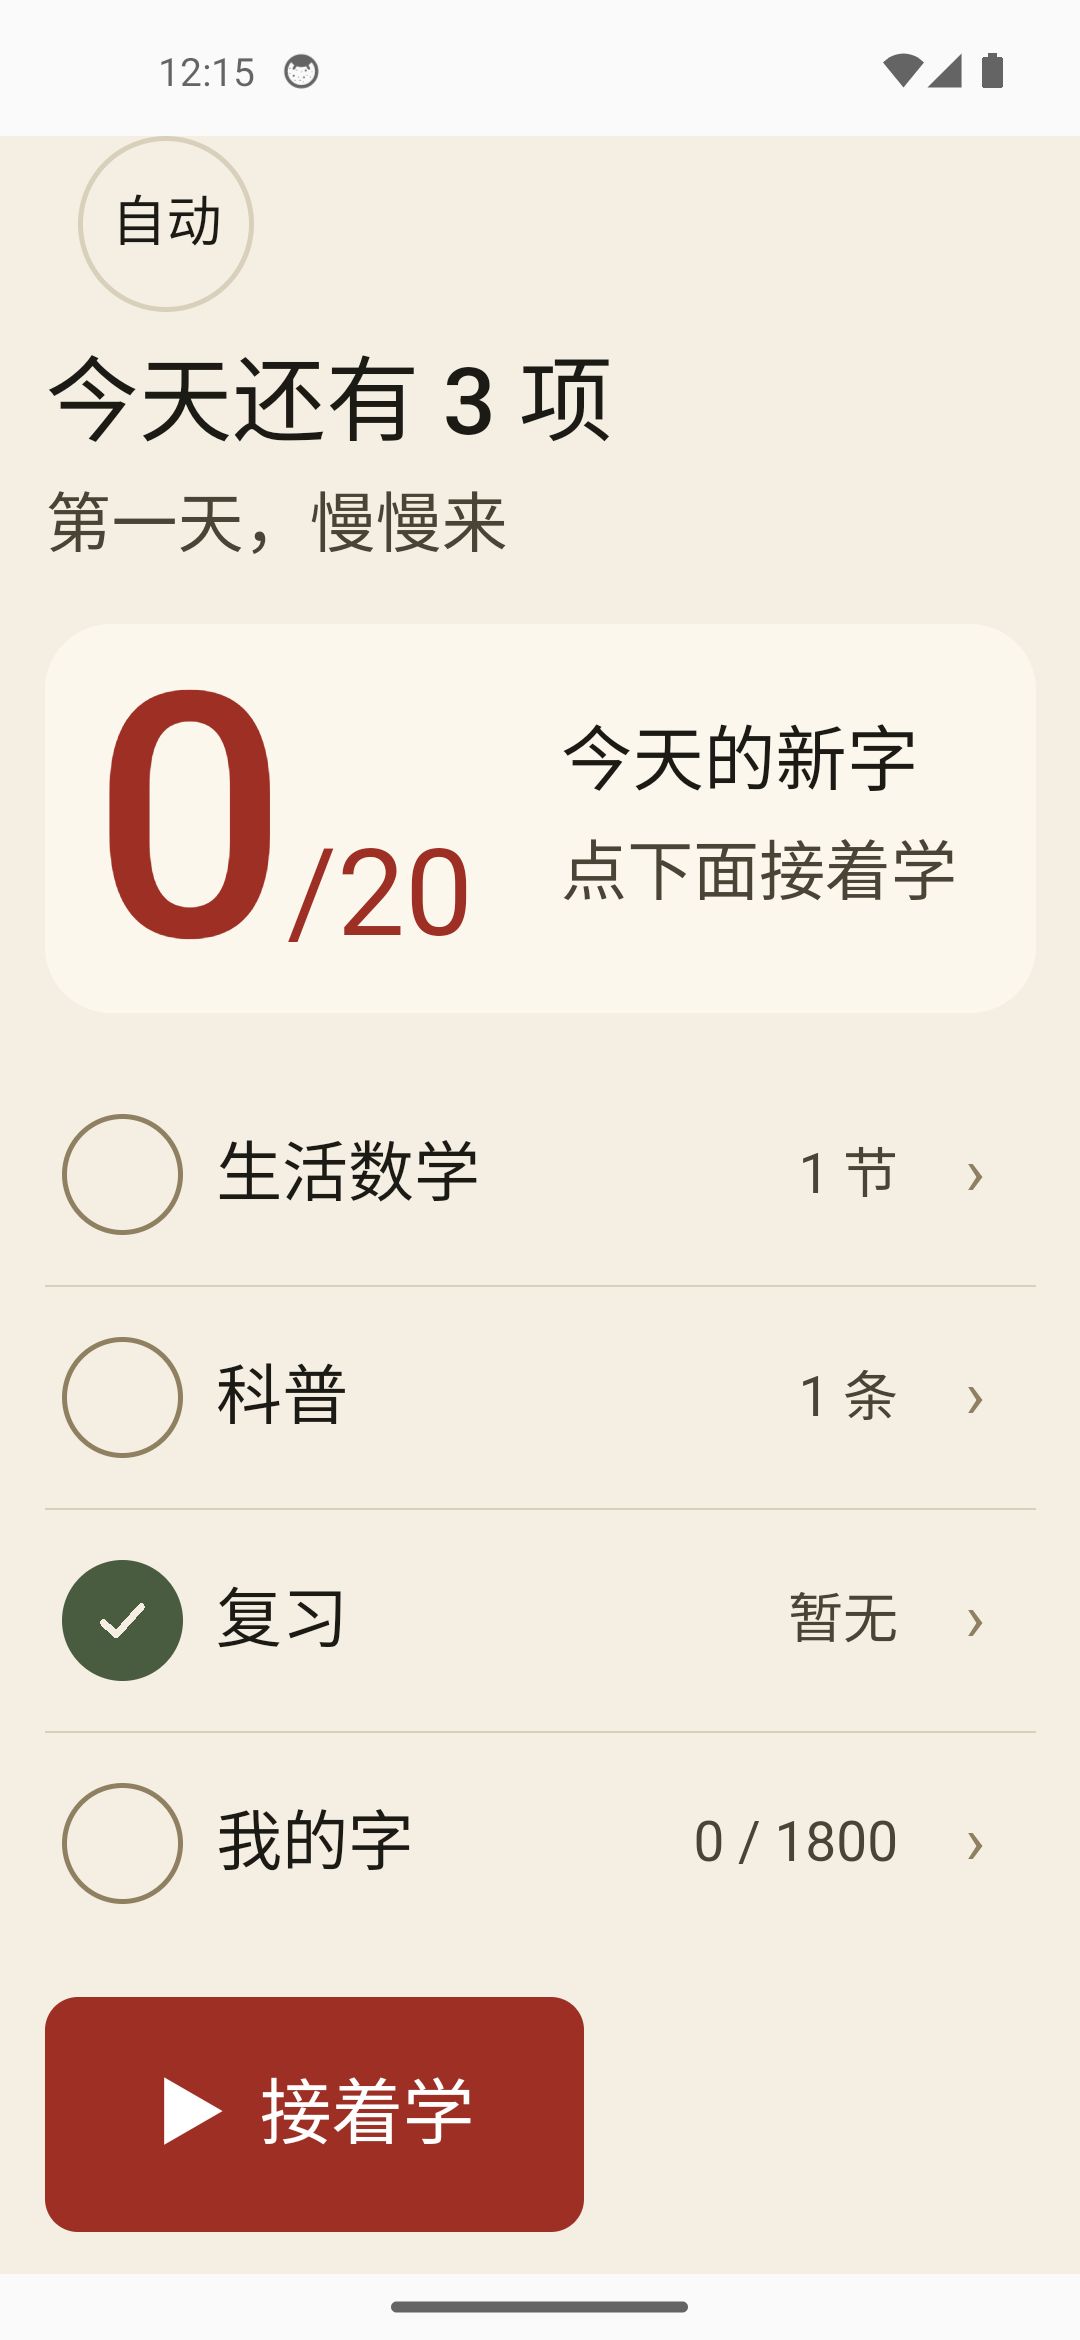 12:15
自动
今天还有 3 项
第一天，慢慢来
0/20
今天的新字
点下面接着学
生活数学 1 节 ›
科普 1 条 ›
复习 暂无 ›
我的字 0 / 1800 ›
▶ 接着学